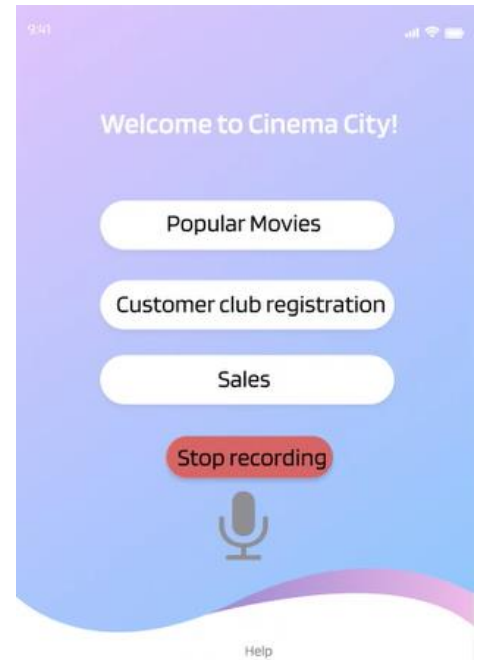 9:41
Welcome to Cinema City!
Popular Movies
Customer club registration
Sales
Stop recording
Help